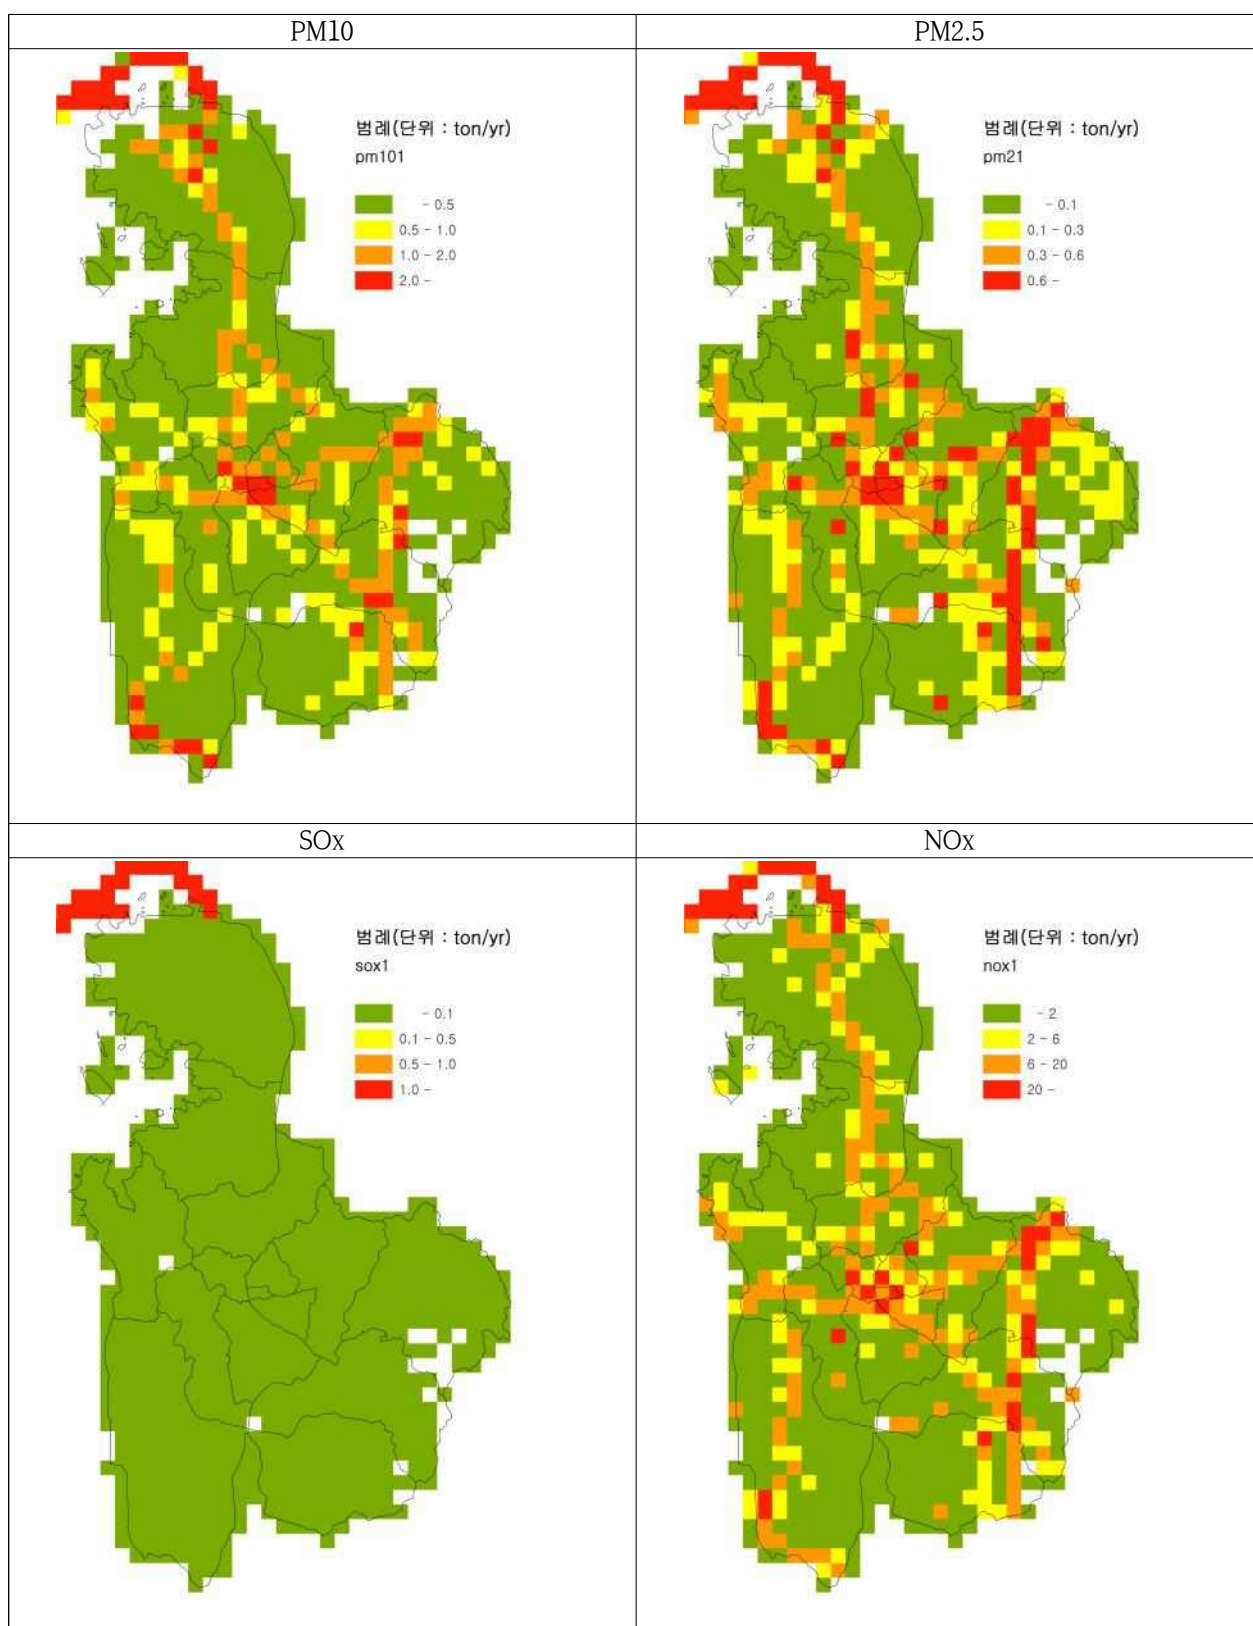 PM10
PM2.5
범례(단위 : ton/yr)
pm101
- 0.5
0.5 - 1.0
1.0 - 2.0
2.0 -
범례(단위 : ton/yr)
pm21
- 0.1
0.1 - 0.3
0.3 - 0.6
0.6 -
SOx
NOx
범례(단위 : ton/yr)
sox1
- 0.1
0.1 - 0.5
0.5 - 1.0
1.0 -
범례(단위 : ton/yr)
nox1
- 2
2 - 6
6 - 20
20 -